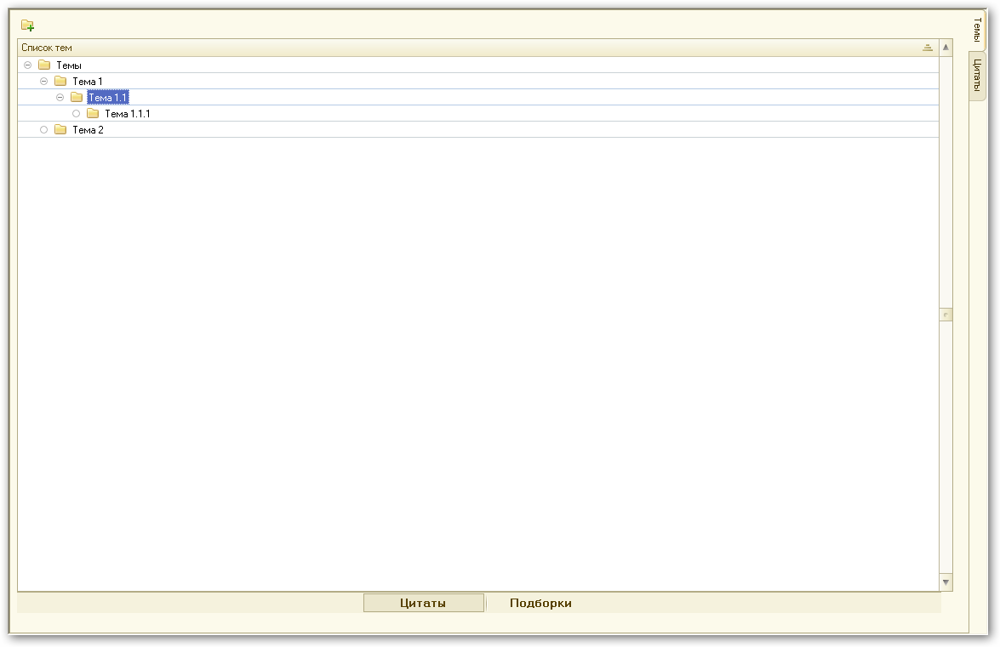 Список тем
Темы
Тема 1
Тема 1.1
Тема 1.1.1
Тема 2
Темы
Цитаты
Цитаты
Подборки